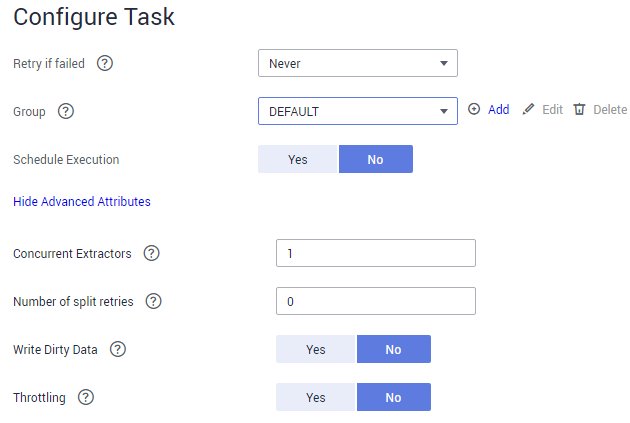 Configure Task
Retry if failed ? Never
Group ? DEFAULT Add Edit Delete
Schedule Execution Yes No
Hide Advanced Attributes
Concurrent Extractors ? 1
Number of split retries ? 0
Write Dirty Data ? Yes No
Throttling ? Yes No